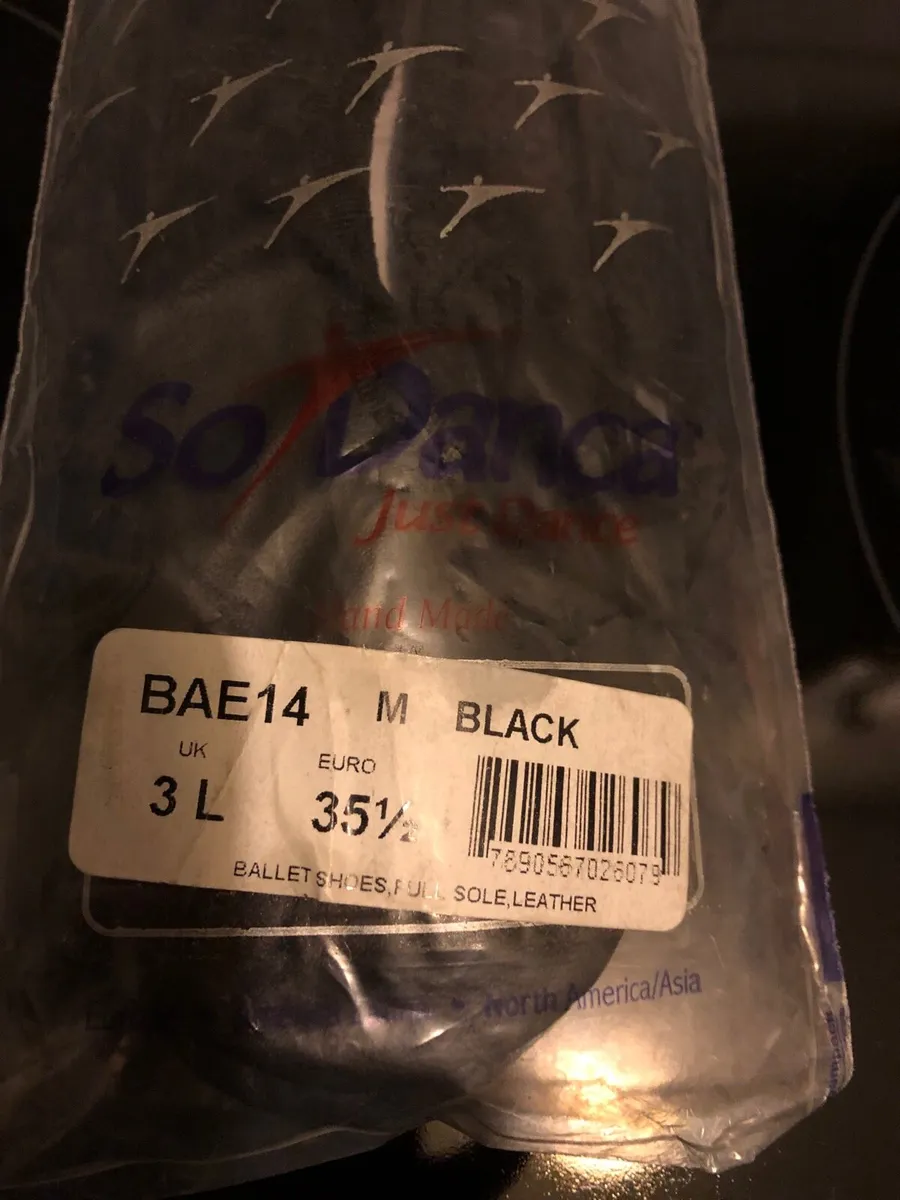 So Dança
Just Dance
Hand Made
BAE14 M BLACK
UK EURO
3 L 35½
7890567026079
BALLET SHOES, FULL SOLE, LEATHER
North America/Asia